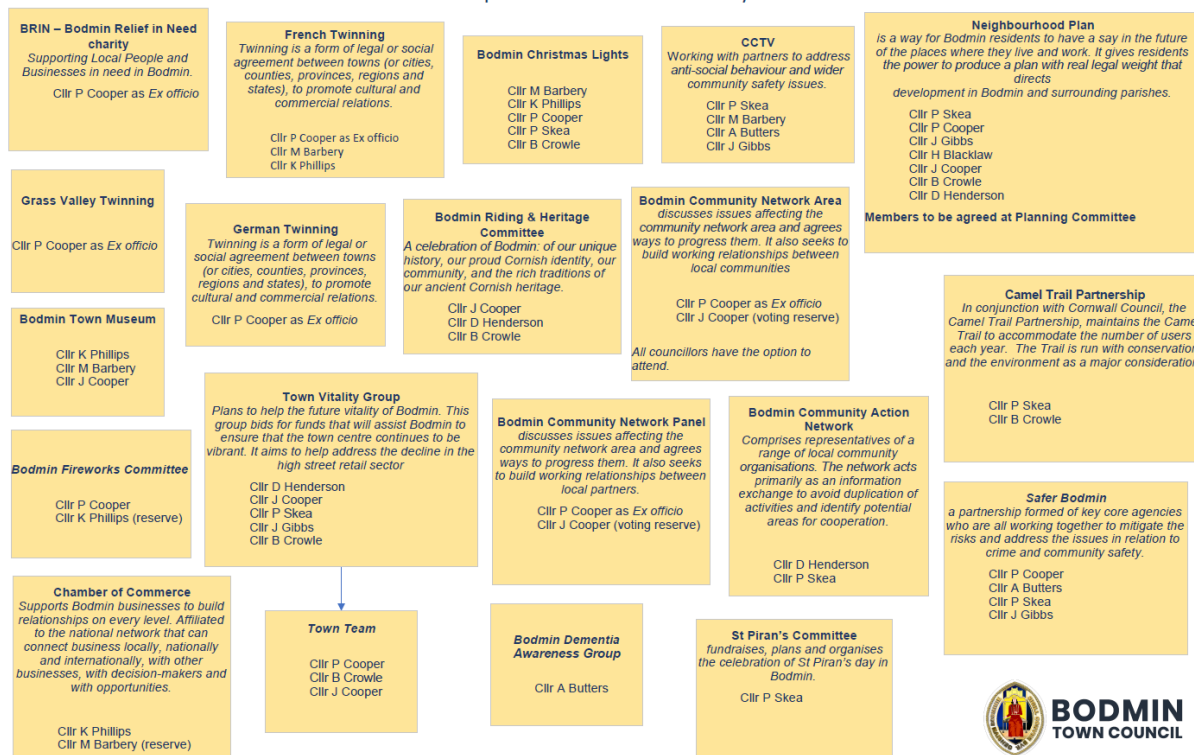 BRIN – Bodmin Relief in Need
charity
Supporting Local People and
Businesses in need in Bodmin.
Cllr P Cooper as Ex officio
French Twinning
Twinning is a form of legal or social
agreement between towns (or cities,
counties, provinces, regions and
states), to promote cultural and
commercial relations.
Cllr P Cooper as Ex officio
Cllr M Barbery
Cllr K Phillips
Bodmin Christmas Lights
Cllr M Barbery
Cllr K Phillips
Cllr P Cooper
Cllr P Skea
Cllr B Crowle
CCTV
Working with partners to address
anti-social behaviour and wider
community safety issues.
Cllr P Skea
Cllr M Barbery
Cllr A Butters
Cllr J Gibbs
Neighbourhood Plan
is a way for Bodmin residents to have a say in the future
of the places where they live and work. It gives residents
the power to produce a plan with real legal weight that
directs
development in Bodmin and surrounding parishes.
Cllr P Skea
Cllr P Cooper
Cllr J Gibbs
Cllr H Blacklaw
Cllr J Cooper
Cllr B Crowle
Cllr D Henderson
Members to be agreed at Planning Committee
Grass Valley Twinning
Cllr P Cooper as Ex officio
German Twinning
Twinning is a form of legal or
social agreement between towns
(or cities, counties, provinces,
regions and states), to promote
cultural and commercial relations.
Cllr P Cooper as Ex officio
Bodmin Riding & Heritage
Committee
A celebration of Bodmin: of our unique
history, our proud Cornish identity, our
community, and the rich traditions of
our ancient Cornish heritage.
Cllr J Cooper
Cllr D Henderson
Cllr B Crowle
Bodmin Community Network Area
discusses issues affecting the
community network area and agrees
ways to progress them. It also seeks to
build working relationships between
local communities
Cllr P Cooper as Ex officio
Cllr J Cooper (voting reserve)
All councillors have the option to
attend.
Camel Trail Partnership
In conjunction with Cornwall Council, the
Camel Trail Partnership, maintains the Camel
Trail to accommodate the number of users
each year. The Trail is run with conservation
and the environment as a major consideration
Cllr P Skea
Cllr B Crowle
Bodmin Town Museum
Cllr K Phillips
Cllr M Barbery
Cllr J Cooper
Town Vitality Group
Plans to help the future vitality of Bodmin. This
group bids for funds that will assist Bodmin to
ensure that the town centre continues to be
vibrant. It aims to help address the decline in the
high street retail sector
Cllr D Henderson
Cllr J Cooper
Cllr P Skea
Cllr J Gibbs
Cllr B Crowle
Bodmin Community Network Panel
discusses issues affecting the
community network area and agrees
ways to progress them. It also seeks
to build working relationships between
local partners.
Cllr P Cooper as Ex officio
Cllr J Cooper (voting reserve)
Bodmin Community Action
Network
Comprises representatives of a
range of local community
organisations. The network acts
primarily as an information
exchange to avoid duplication of
activities and identify potential
areas for cooperation.
Cllr D Henderson
Cllr P Skea
Bodmin Fireworks Committee
Cllr P Cooper
Cllr K Phillips (reserve)
Safer Bodmin
a partnership formed of key core agencies
who are all working together to mitigate the
risks and address the issues in relation to
crime and community safety.
Cllr P Cooper
Cllr A Butters
Cllr P Skea
Cllr J Gibbs
Chamber of Commerce
Supports Bodmin businesses to build
relationships on every level. Affiliated
to the national network that can
connect business locally, nationally
and internationally, with other
businesses, with decision-makers and
with opportunities.
Cllr K Phillips
Cllr M Barbery (reserve)
Town Team
Cllr P Cooper
Cllr B Crowle
Cllr J Cooper
Bodmin Dementia
Awareness Group
Cllr A Butters
St Piran's Committee
fundraises, plans and organises
the celebration of St Piran's day in
Bodmin.
Cllr P Skea
BODMIN
TOWN COUNCIL